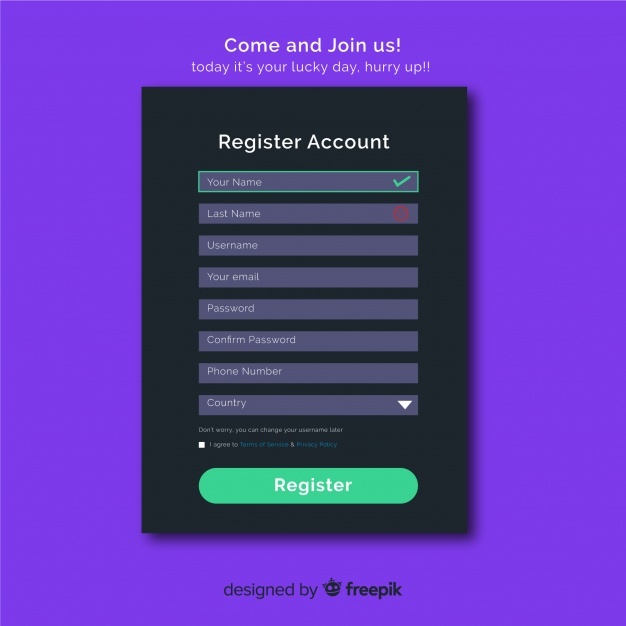 Come and Join us!
today it's your lucky day, hurry up!!
Register Account
Your Name
Last Name
Username
Your email
Password
Confirm Password
Phone Number
Country
Don't worry, you can change your username later
I agree to Terms of Service & Privacy Policy
Register
designed by freepik